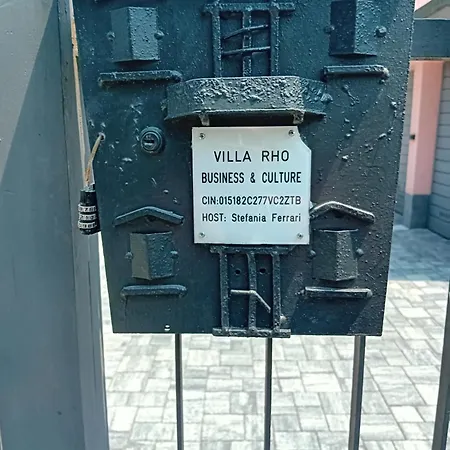 VILLA RHO
BUSINESS & CULTURE
CIN:015182C277VC2ZTB
HOST: Stefania Ferrari